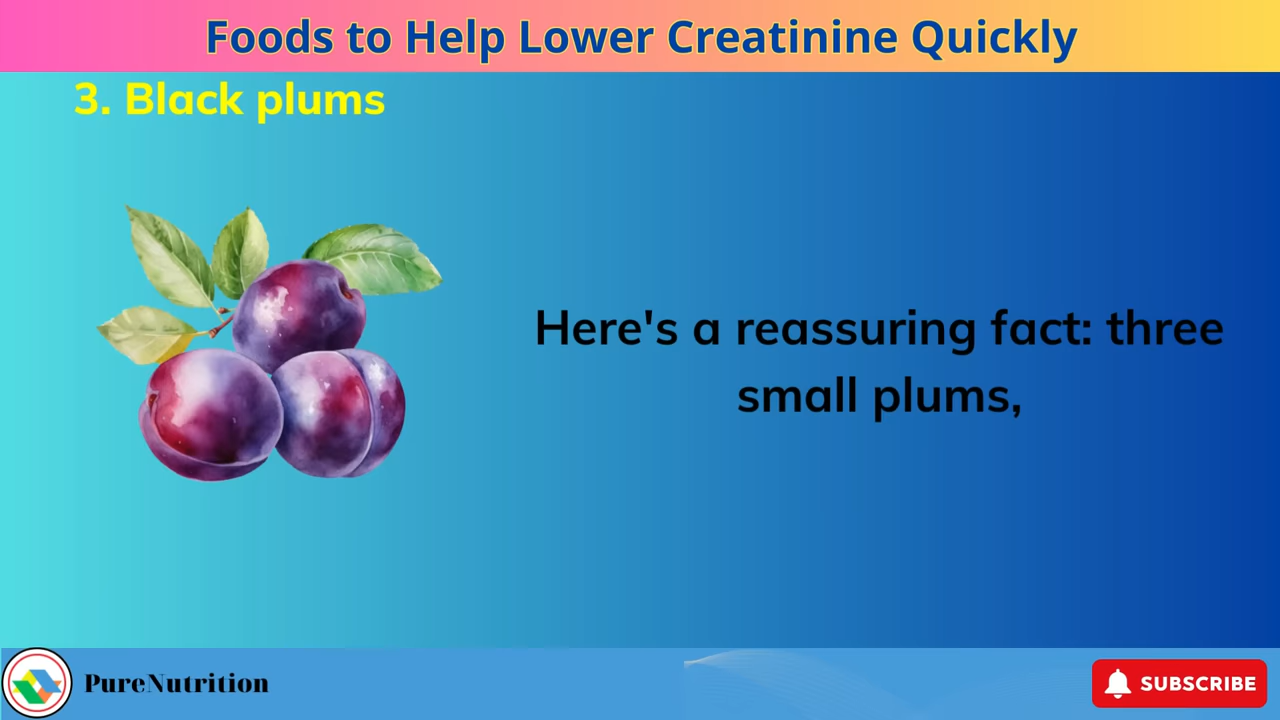 Foods to Help Lower Creatinine Quickly
3. Black plums
Here's a reassuring fact: three
small plums,
PureNutrition
SUBSCRIBE